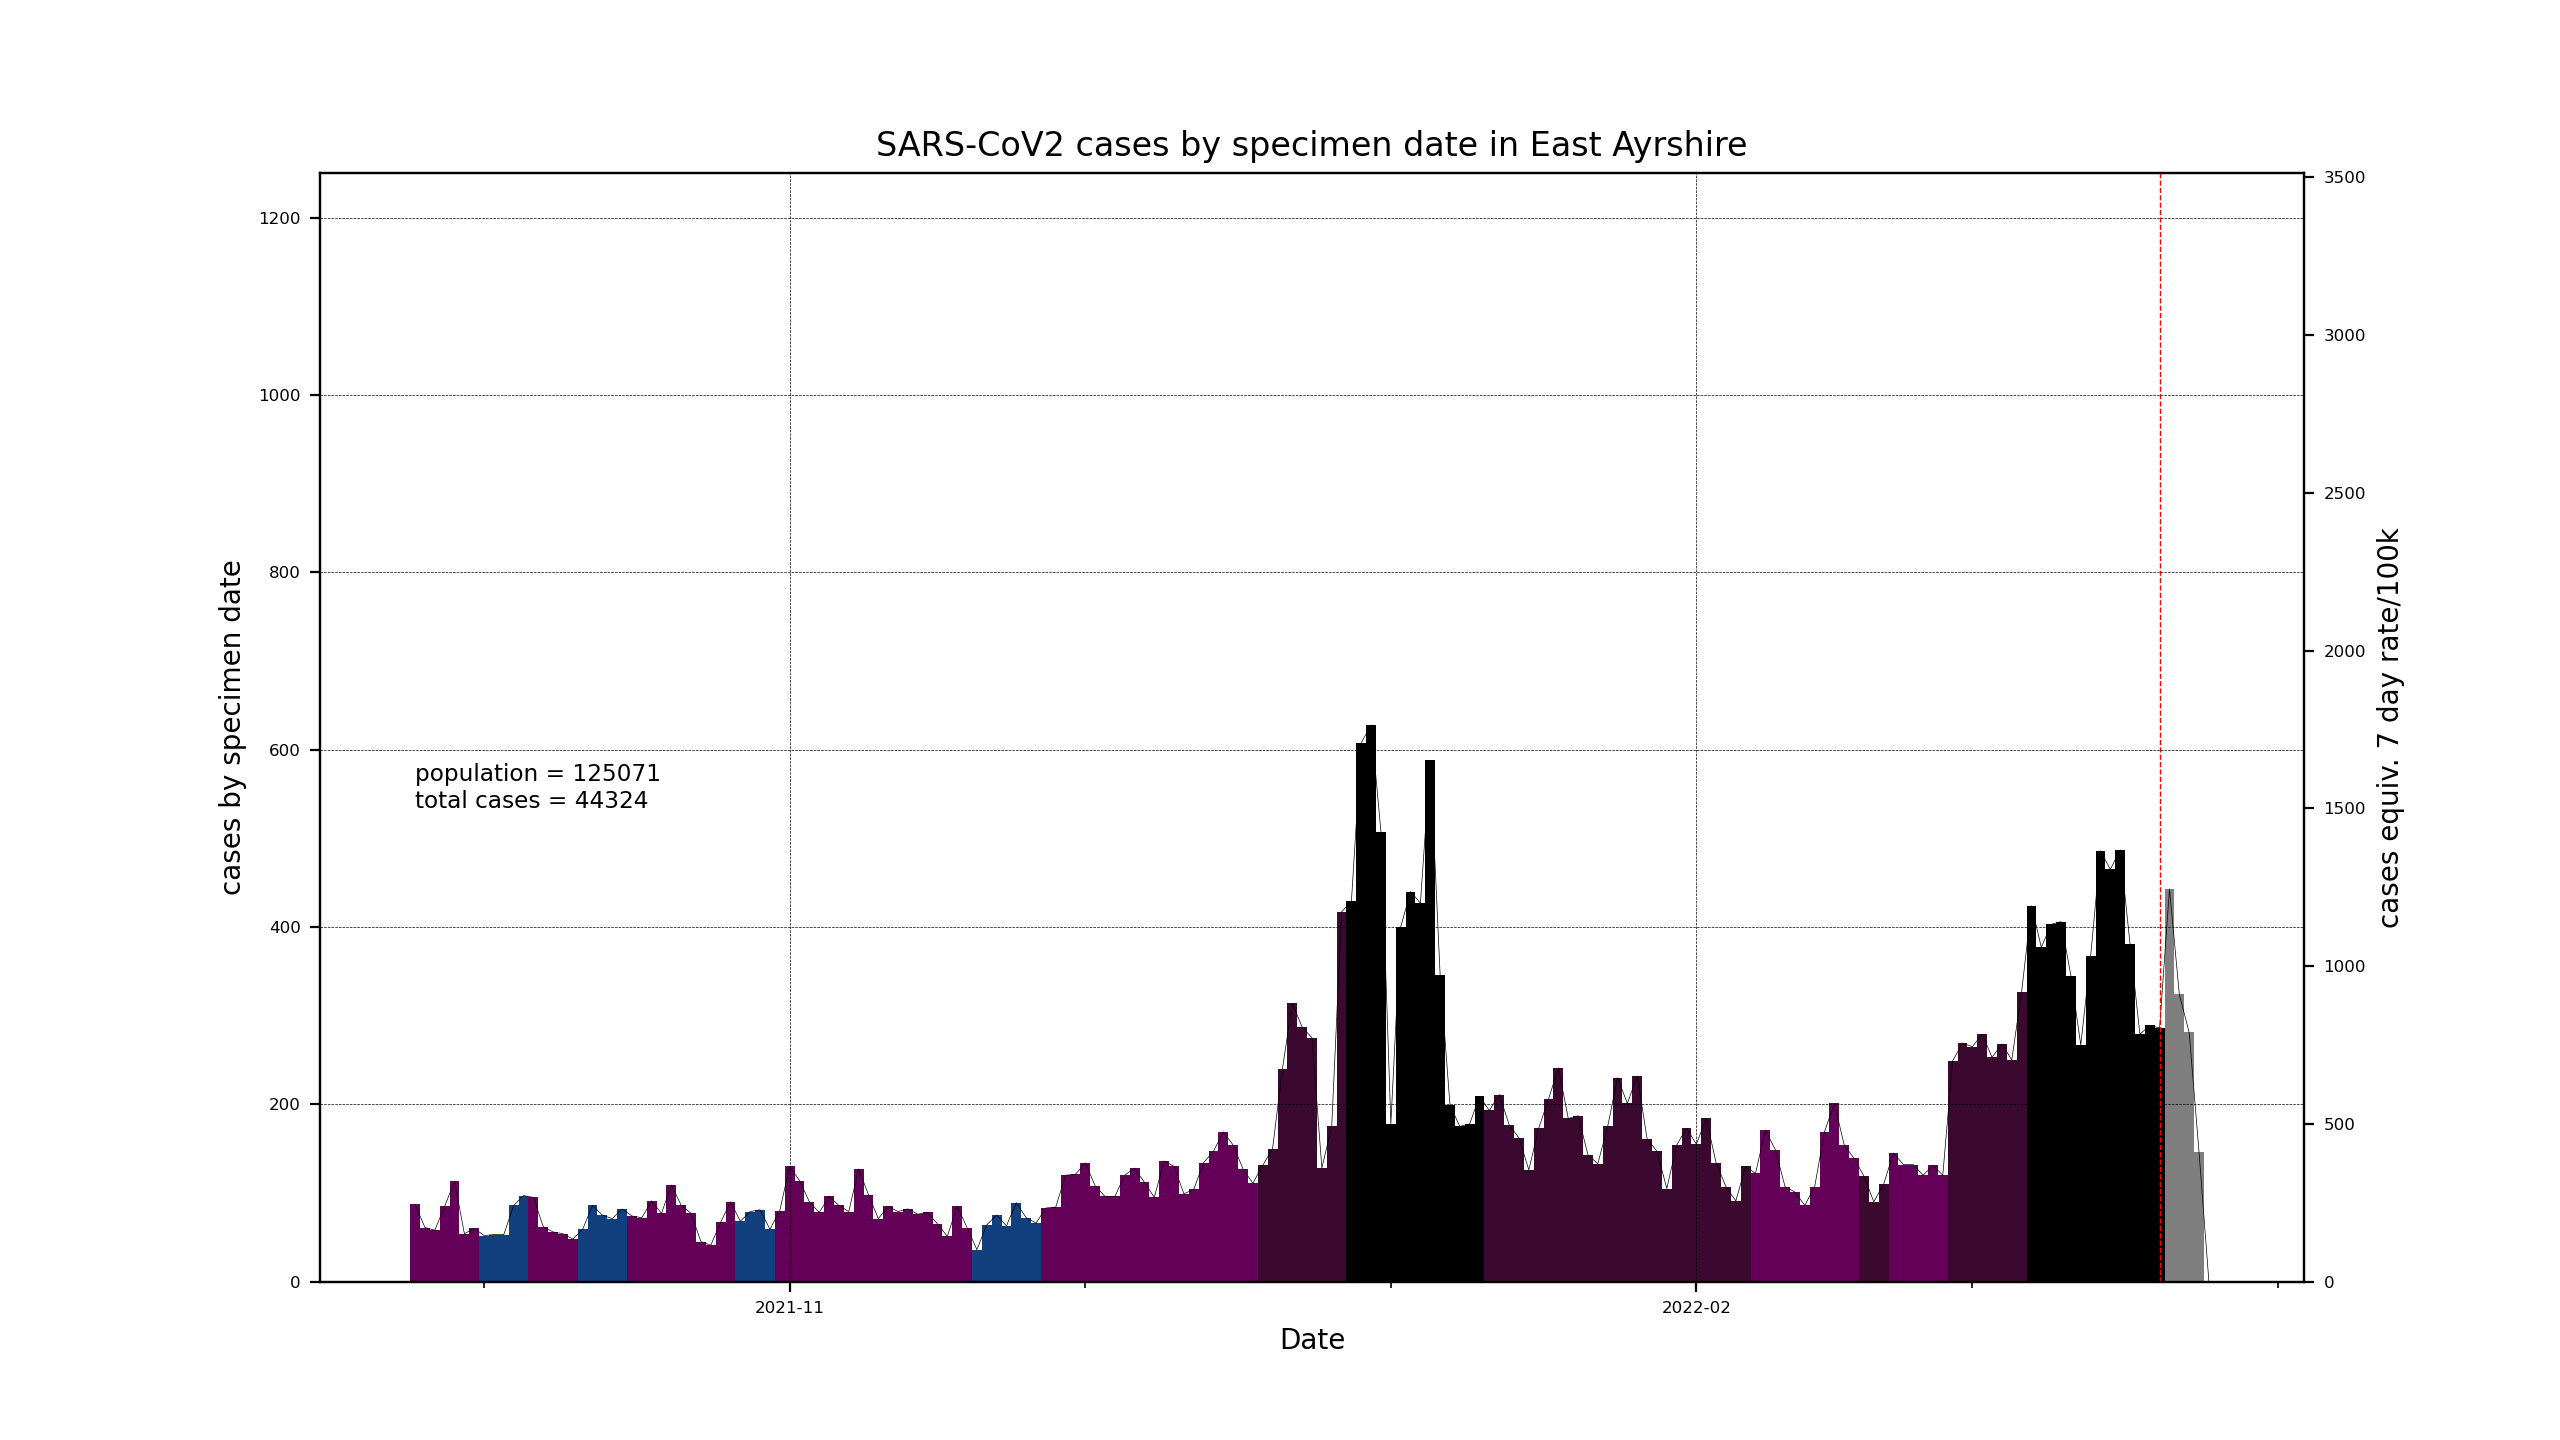 SARS-CoV2 cases by specimen date in East Ayrshire
cases by specimen date
1200
1000
800
600
400
200
0
population = 125071
total cases = 44324
3500
3000
2500
2000
1500
1000
500
0
cases equiv. 7 day rate/100k
2021-11
2022-02
Date